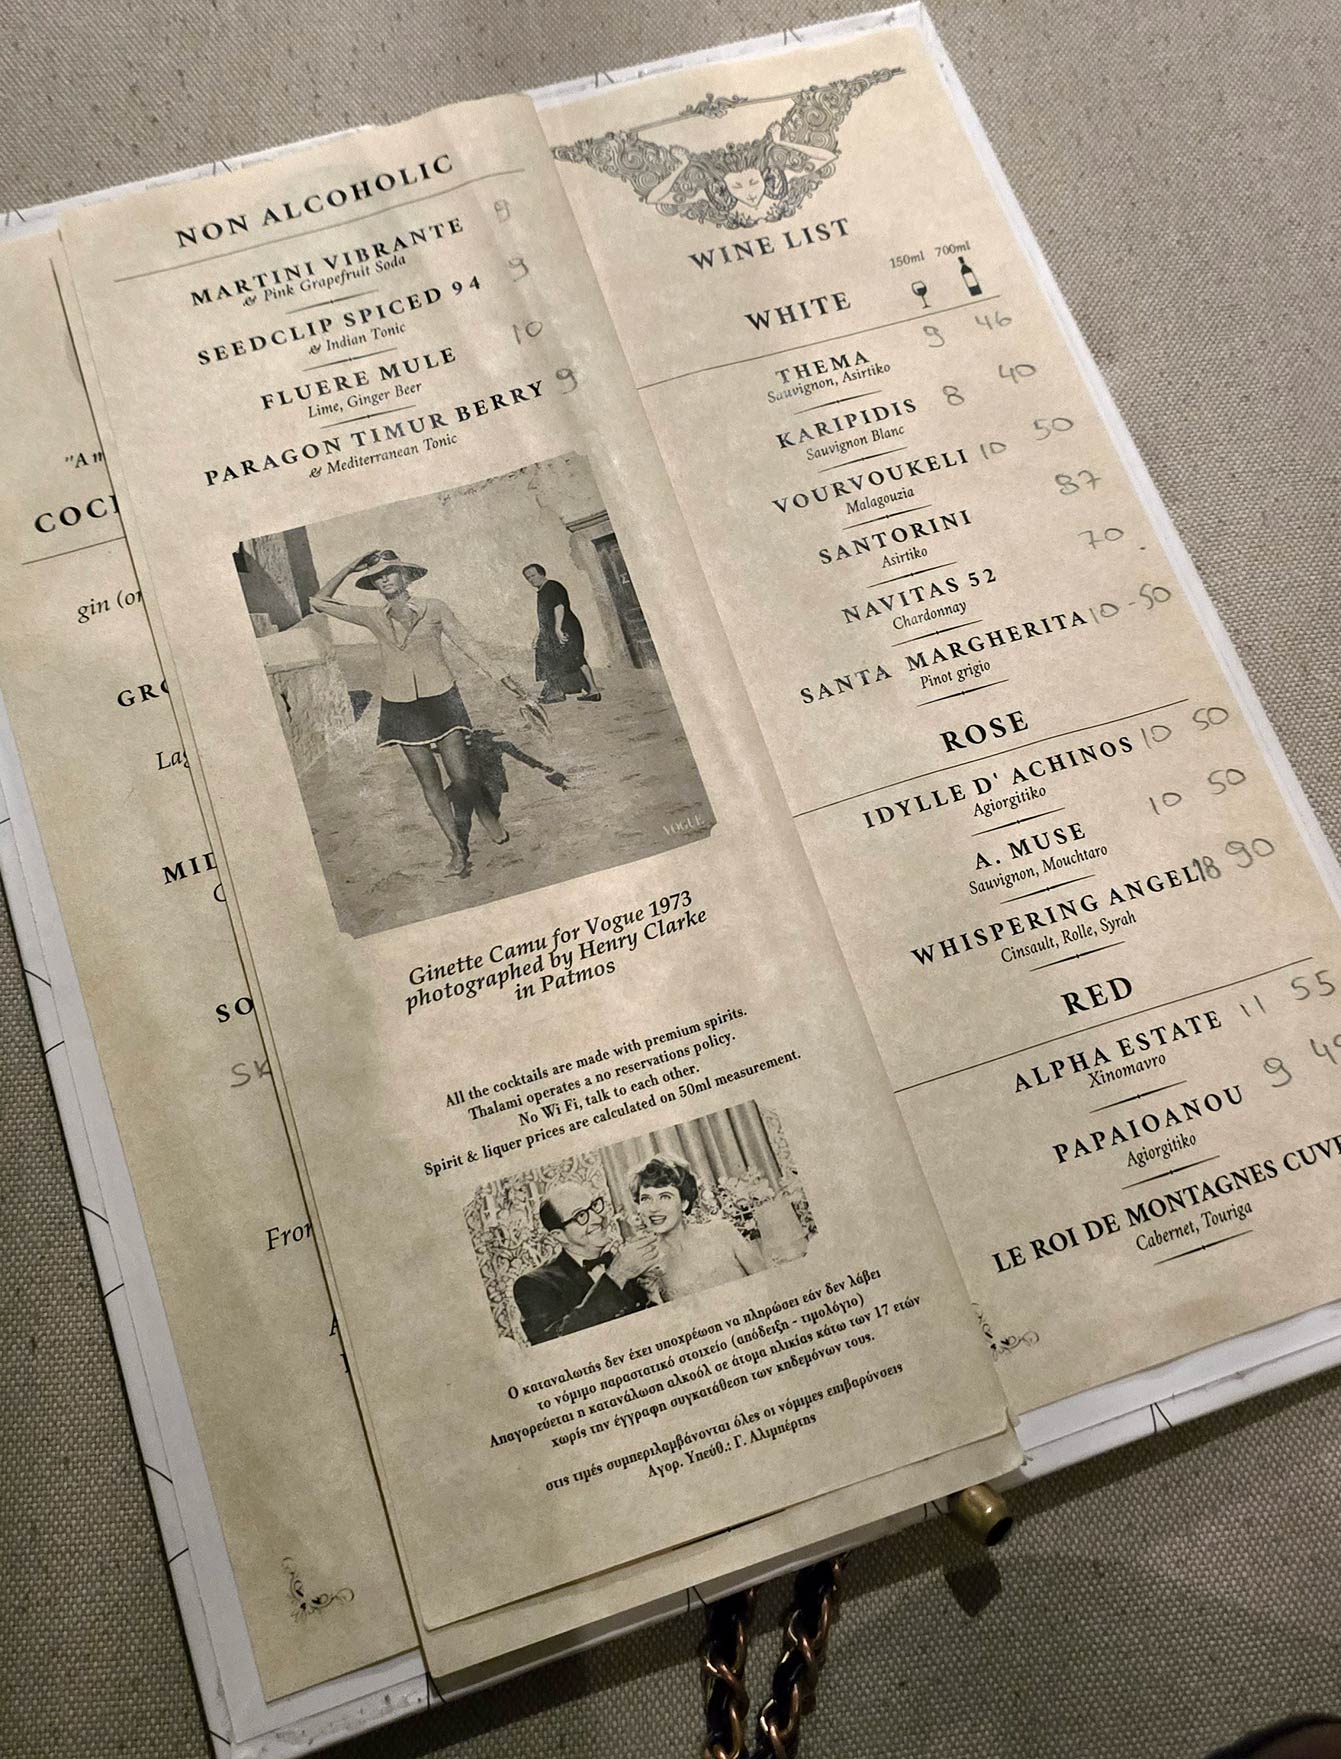 "A m
COC
gin (or
GRO
Lag
MID
SO
SK
Fron
NON ALCOHOLIC
MARTINI VIBRANTE 9
& Pink Grapefruit Soda
SEEDCLIP SPICED 94 9
& Indian Tonic
FLUERE MULE 10
Lime, Ginger Beer
PARAGON TIMUR BERRY 9
& Mediterranean Tonic
VOGUE
Ginette Camu for Vogue 1973
photographed by Henry Clarke
in Patmos
All the cocktails are made with premium spirits.
Thalami operates a no reservations policy.
No Wi Fi, talk to each other.
Spirit & liquer prices are calculated on 50ml measurement.
Ο καταναλωτής δεν έχει υποχρέωση να πληρώσει εάν δεν λάβει
το νόμιμο παραστατικό στοιχείο (απόδειξη - τιμολόγιο)
Απαγορεύεται η κατανάλωση αλκοόλ σε άτομα ηλικίας κάτω των 17 ετών
χωρίς την έγγραφη συγκατάθεση των κηδεμόνων τους.
στις τιμές συμπεριλαμβάνονται όλες οι νόμιμες επιβαρύνσεις
Αγορ. Υπεύθ.: Γ. Αλιμπέρτης
WINE LIST
150ml 700ml
WHITE
THEMA 9 46
Sauvignon, Asirtiko
KARIPIDIS 8 40
Sauvignon Blanc
VOURVOUKELI 10 50
Malagouzia
SANTORINI 87
Asirtiko
NAVITAS 52 70
Chardonnay
SANTA MARGHERITA 10 - 50
Pinot grigio
ROSE
IDYLLE D' ACHINOS 10 50
Agiorgitiko
A. MUSE 10 50
Sauvignon, Mouchtaro
WHISPERING ANGEL 18 90
Cinsault, Rolle, Syrah
RED
ALPHA ESTATE 11 55
Xinomavro
PAPAIOANOU 9
Agiorgitiko
LE ROI DE MONTAGNES CUVE
Cabernet, Touriga